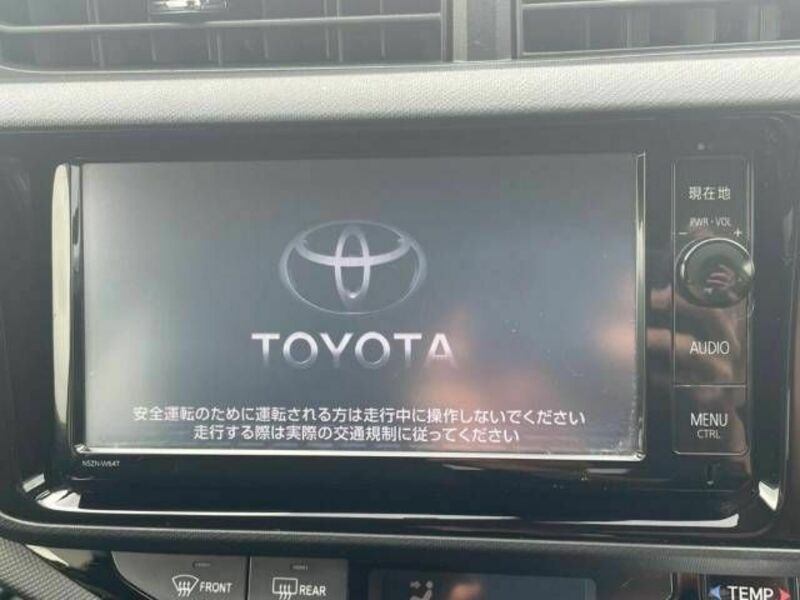 現在地
PWR・VOL
- +
TOYOTA
AUDIO
安全運転のために運転される方は走行中に操作しないでください
走行する際は実際の交通規制に従ってください
MENU
CTRL
NSZN-W64T
FRONT
REAR
TEMP